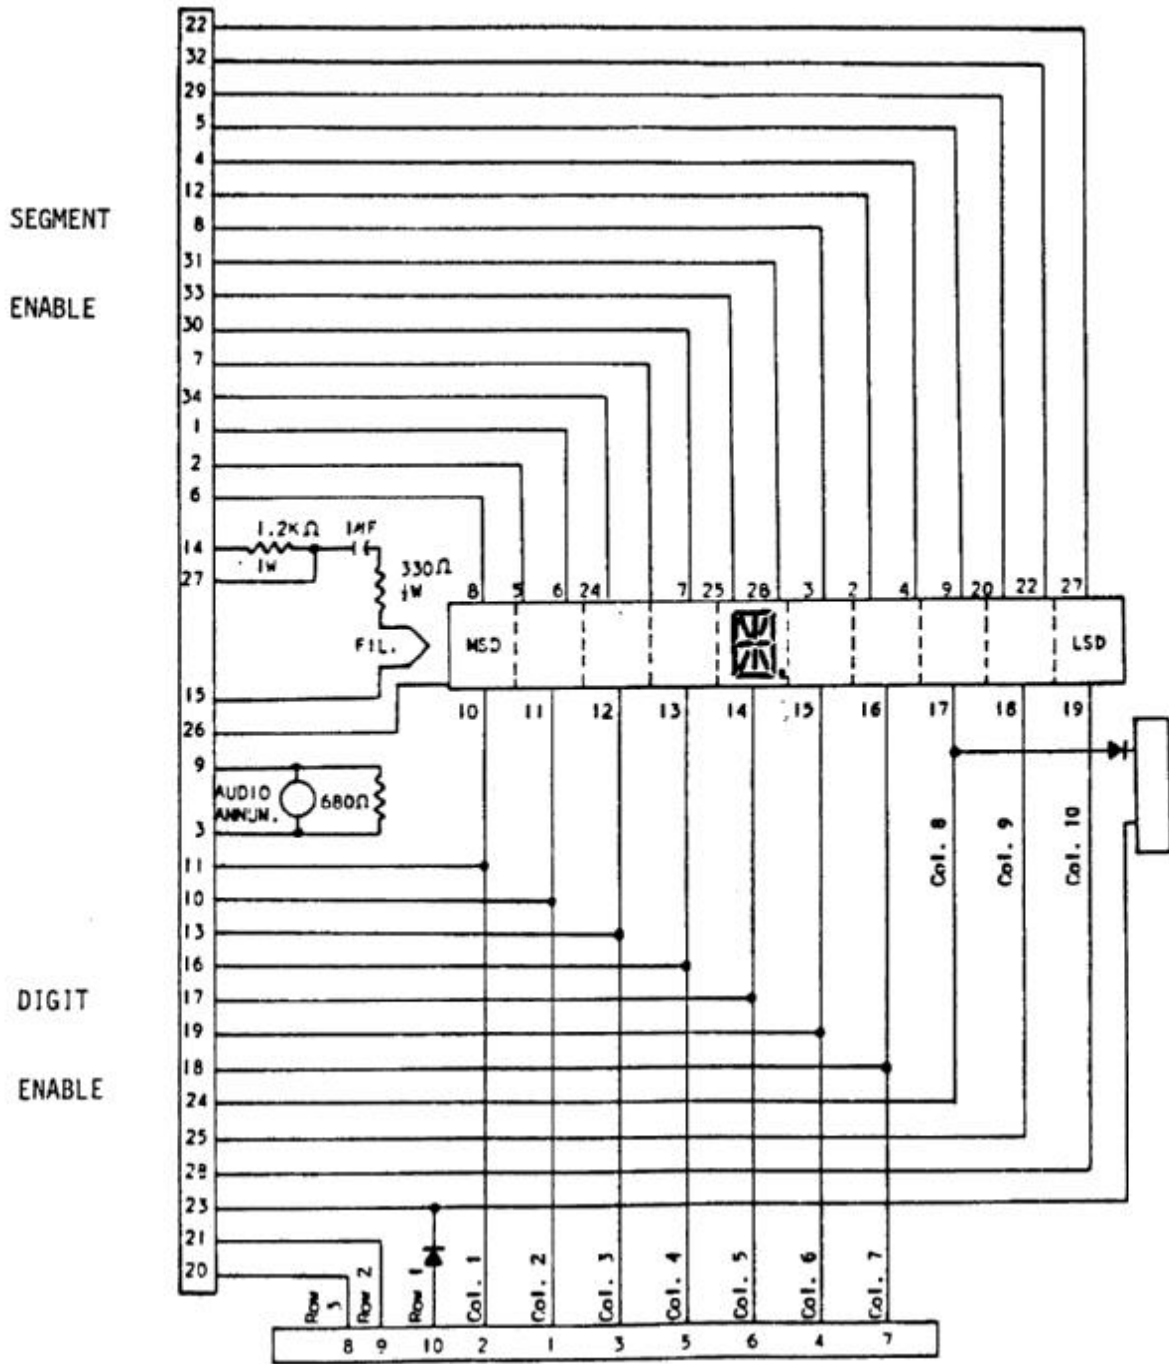 22
32
29
5
4
12
SEGMENT
8
31
33
ENABLE
30
7
34
1
2
6
1.2KΩ 1MF
14
1W
27
330Ω
½W
8 5 6 24 7 25 28 3 2 4 9 20 22 27
FIL. MSD LSD
15
10 11 12 13 14 15 16 17 18 19
26
9
AUDIO
ANNUM.
680Ω
3
Col. 8
Col. 9
Col. 10
11
10
13
16
DIGIT
17
19
18
ENABLE
24
25
28
23
21
20
Row 3
Row 2
Row 1
Col. 1
Col. 2
Col. 3
Col. 4
Col. 5
Col. 6
Col. 7
8 9 10 2 1 3 5 6 4 7